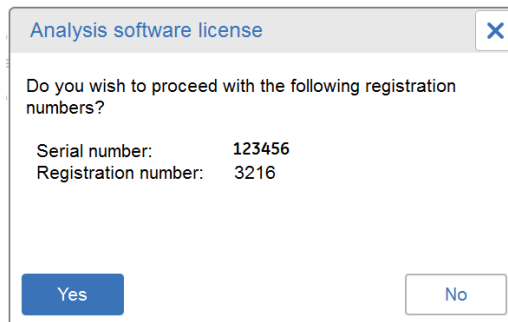 Analysis software license
Do you wish to proceed with the following registration
numbers?
Serial number: 123456
Registration number: 3216
Yes
No